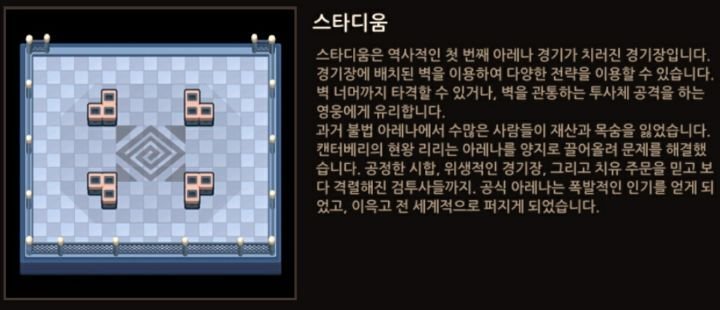 스타디움
스타디움은 역사적인 첫 번째 아레나 경기가 치러진 경기장입니다.
경기장에 배치된 벽을 이용하여 다양한 전략을 이용할 수 있습니다.
벽 너머까지 타격할 수 있거나, 벽을 관통하는 투사체 공격을 하는
영웅에게 유리합니다.
과거 불법 아레나에서 수많은 사람들이 재산과 목숨을 잃었습니다.
캔터베리의 현왕 리리는 아레나를 양지로 끌어올려 문제를 해결했
습니다. 공정한 시합, 위생적인 경기장, 그리고 치유 주문을 믿고 보
다 격렬해진 검투사들까지. 공식 아레나는 폭발적인 인기를 얻게 되
었고, 이윽고 전 세계적으로 퍼지게 되었습니다.